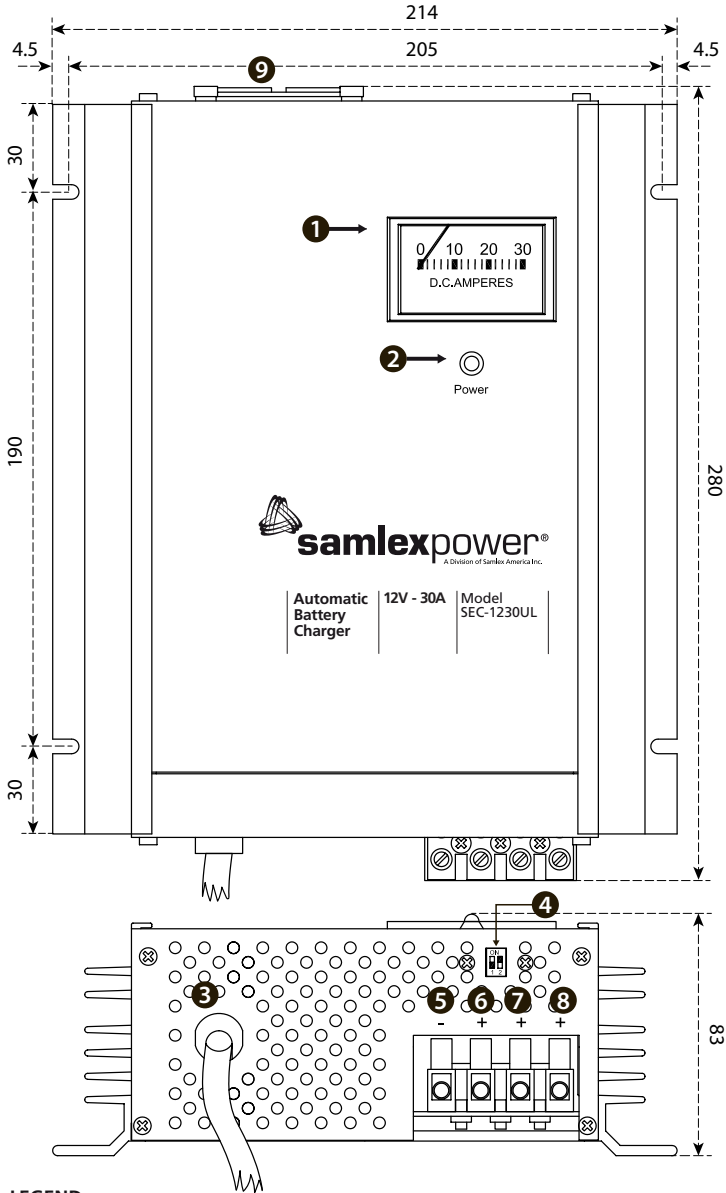 214
4.5 205 4.5
9
30
1
0 10 20 30
D.C.AMPERES
2
Power
190
280
samlexpower®
A Division of Samlex America Inc.
Automatic Battery Charger
12V - 30A
Model SEC-1230UL
30
4
ON
1 2
3
5 6 7 8
- + + +
83
LEGEND